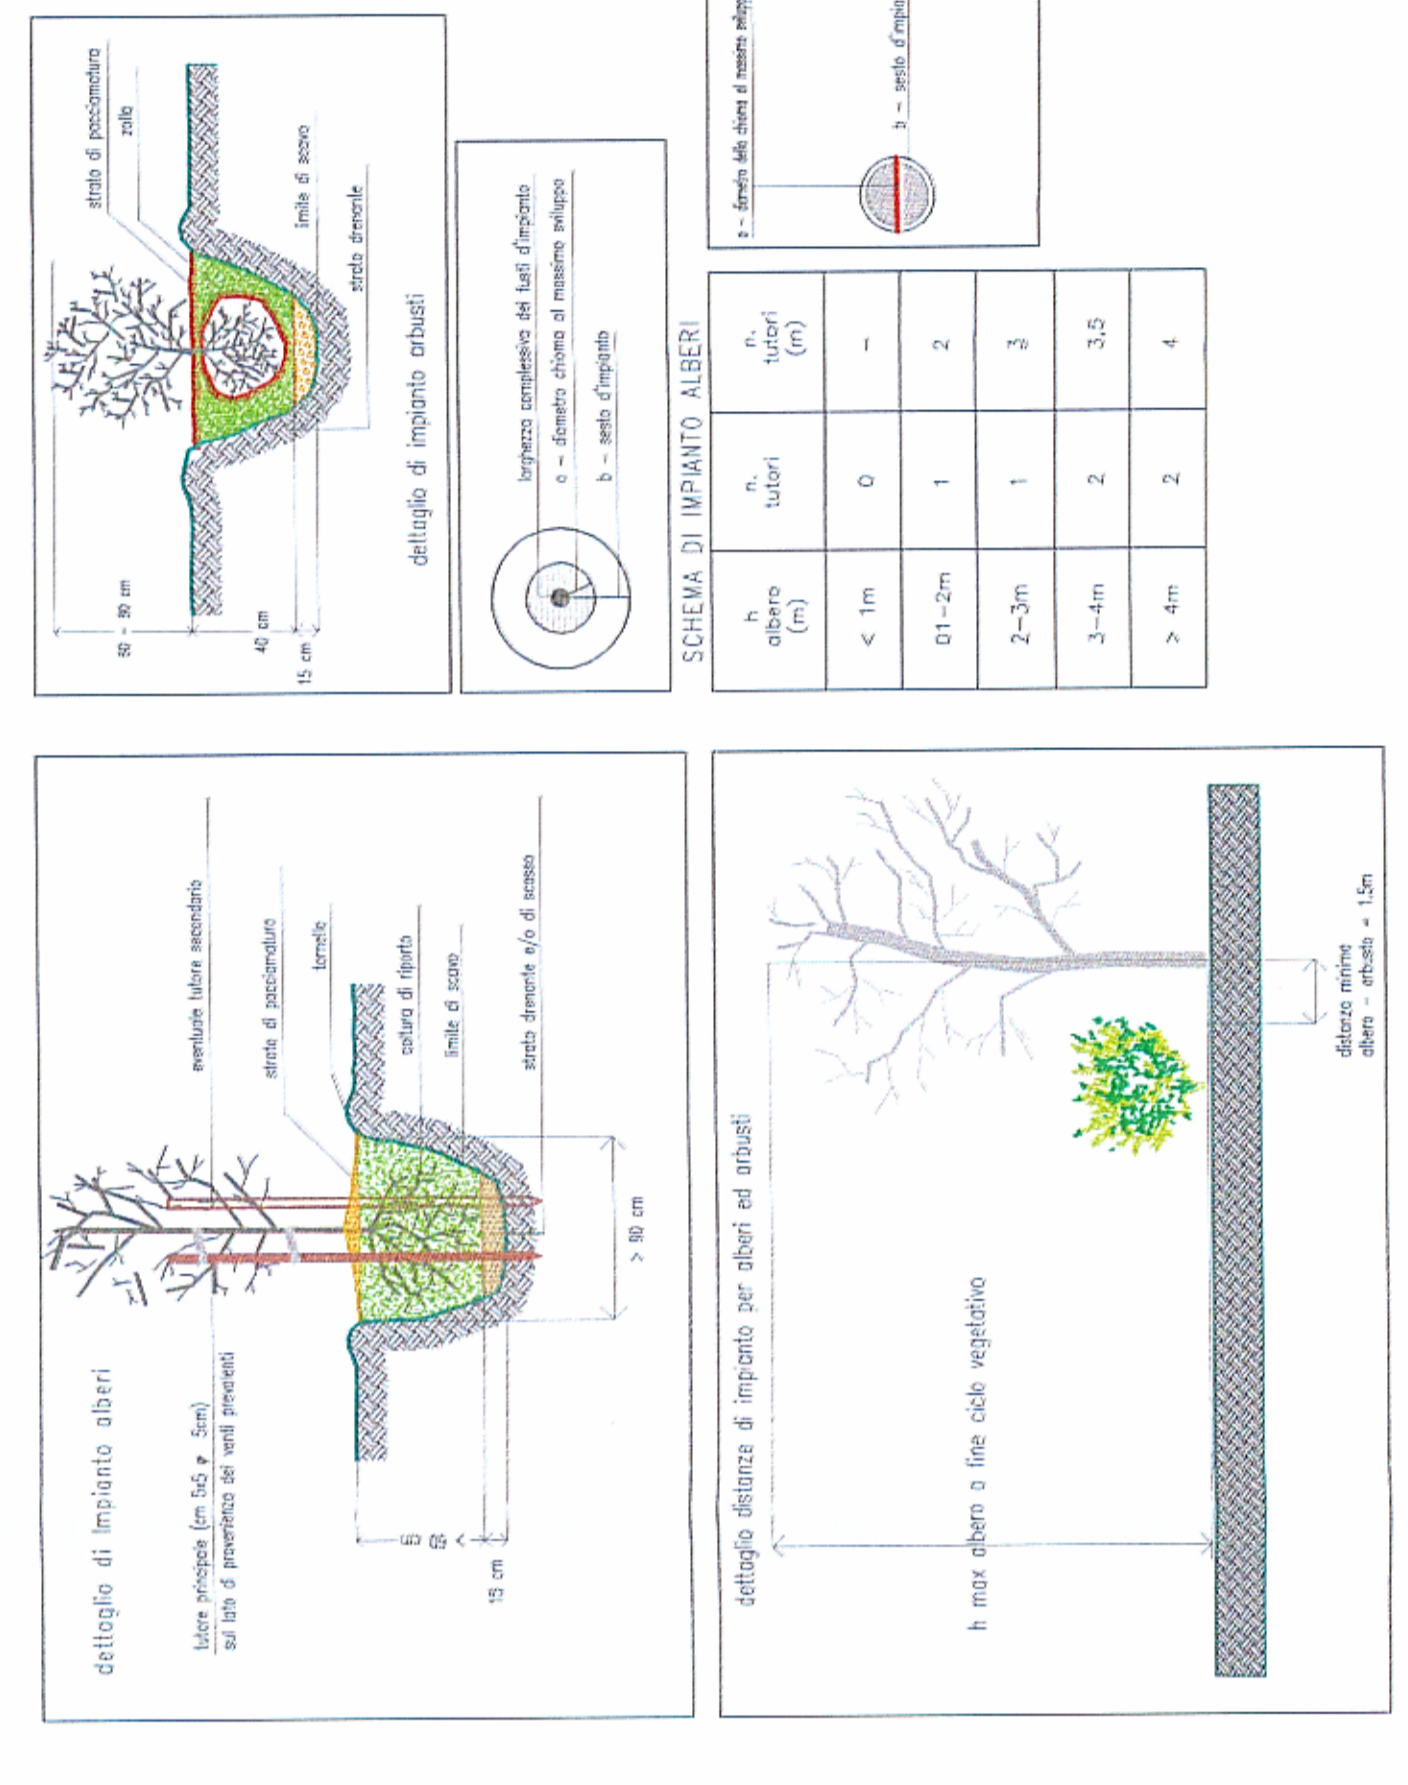 dettaglio di impianto alberi
tutore principale (cm 5x5 φ 5cm)
sul lato di provenienza dei venti prevalenti
eventuale tutore secondario
strato di pacciamatura
tornello
coltura di riporto
limite di scavo
strato drenante e/o di scasso
15 cm
> 90 cm
strato di pacciamatura
zolla
limite di scavo
strato drenante
40 cm
15 cm
dettaglio di impianto arbusti
larghezza complessiva dei fusti d'impianto
a - diametro chioma al massimo sviluppo
b - sesto d'impianto
dettaglio distanze di impianto per alberi ed arbusti
h max albero a fine ciclo vegetativo
distanza minima
albero - arbusto = 1.5m
SCHEMA DI IMPIANTO ALBERI
h albero (m) n. tutori n. tutori (m)
< 1m 0 -
01-2m 1 2
2-3m 1 3
3-4m 2 3,5
> 4m 2 4
a - diametro della chioma al massimo
b - sesto